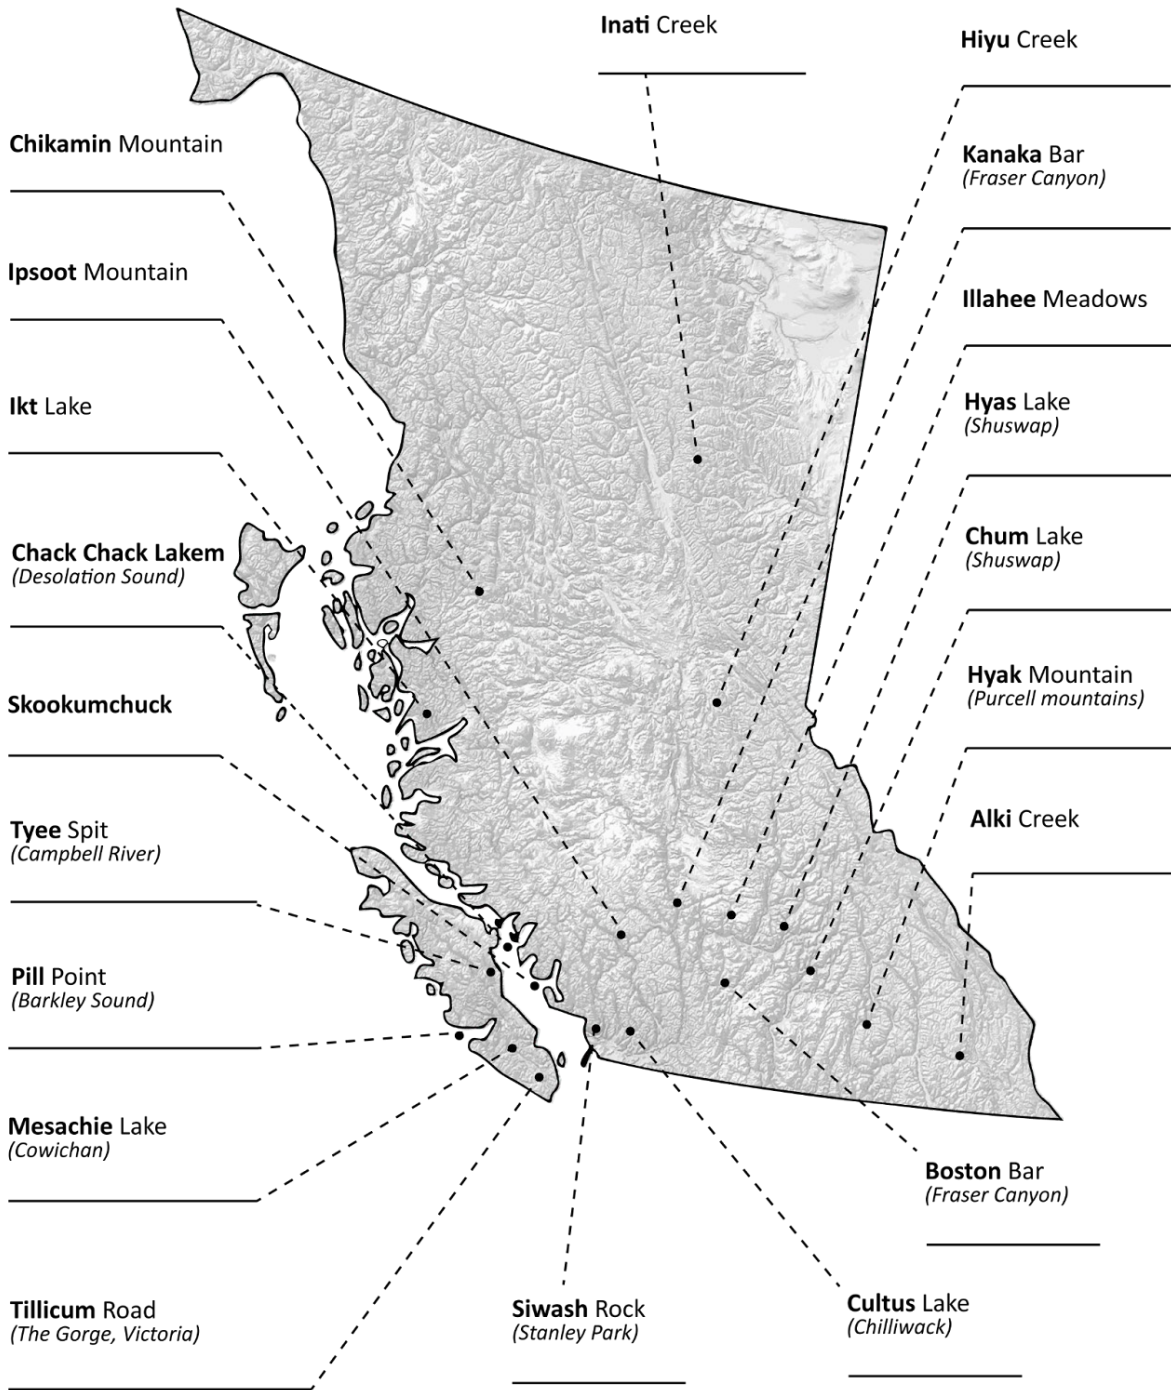 Inati Creek
Hiyu Creek
Chikamin Mountain
Kanaka Bar
(Fraser Canyon)
Ipsoot Mountain
Illahee Meadows
Ikt Lake
Hyas Lake
(Shuswap)
Chack Chack Lakem
(Desolation Sound)
Chum Lake
(Shuswap)
Skookumchuck
Hyak Mountain
(Purcell mountains)
Tyee Spit
(Campbell River)
Alki Creek
Pill Point
(Barkley Sound)
Mesachie Lake
(Cowichan)
Boston Bar
(Fraser Canyon)
Tillicum Road
(The Gorge, Victoria)
Siwash Rock
(Stanley Park)
Cultus Lake
(Chilliwack)